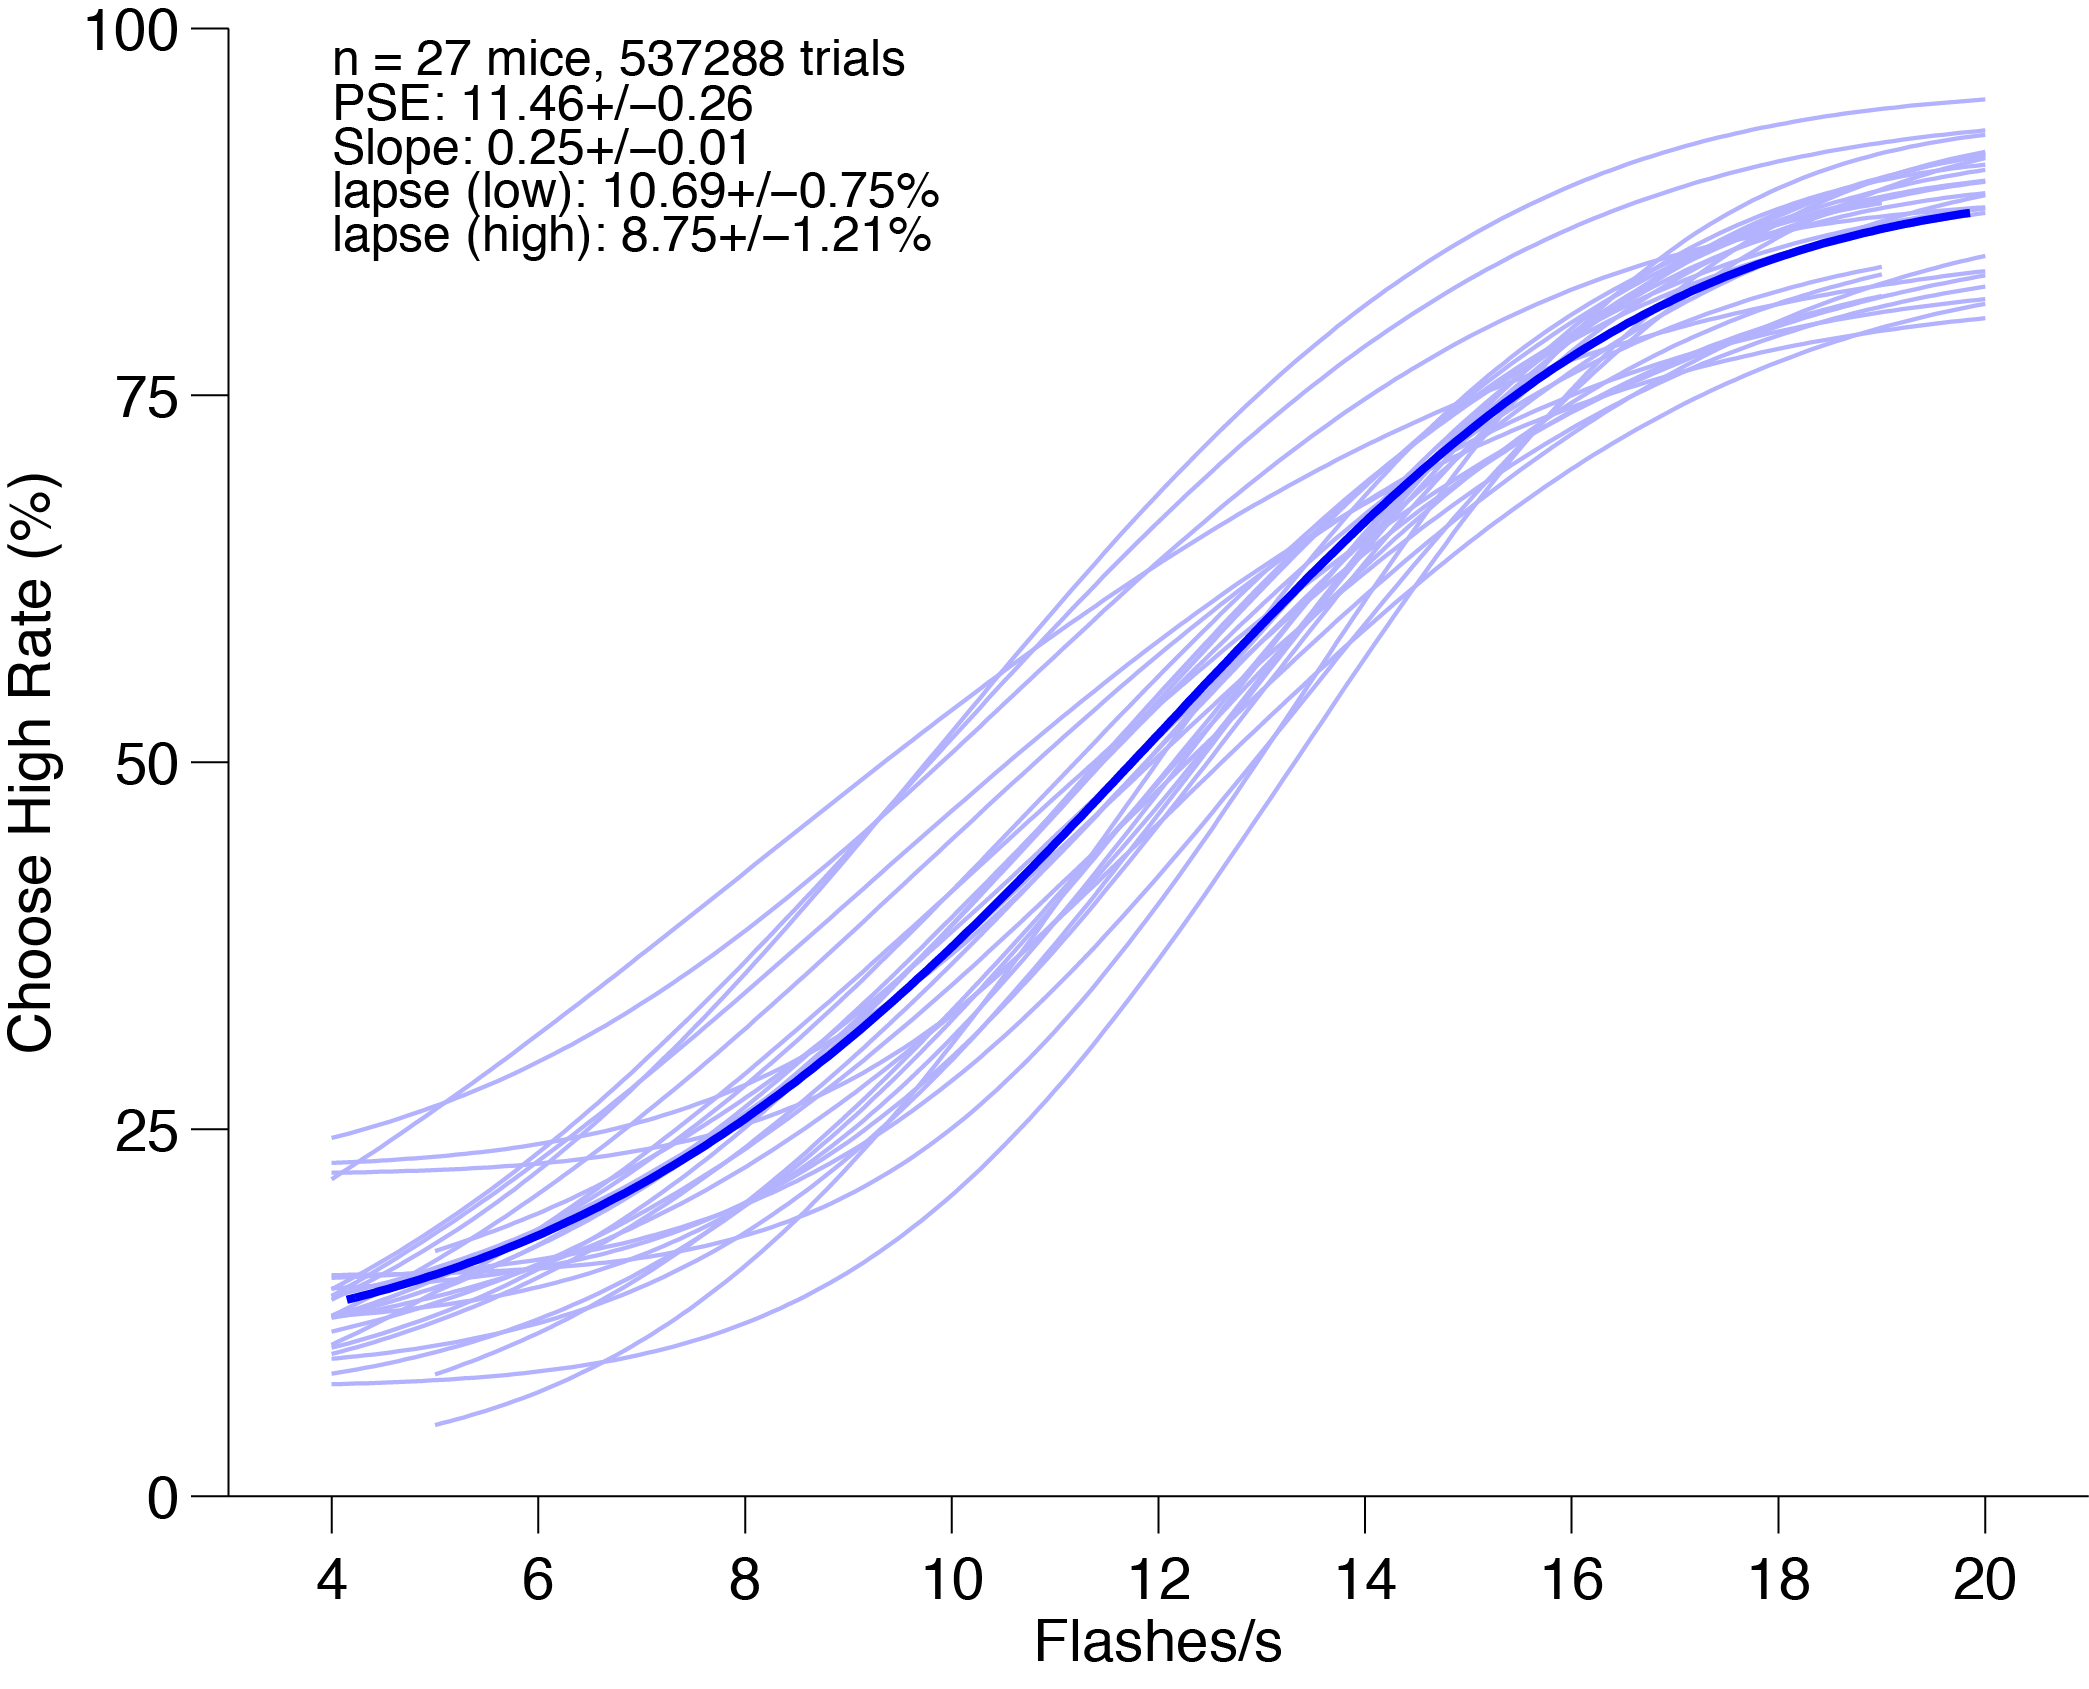 n = 27 mice, 537288 trials
PSE: 11.46+/−0.26
Slope: 0.25+/−0.01
lapse (low): 10.69+/−0.75%
lapse (high): 8.75+/−1.21%
Choose High Rate (%)
100
75
50
25
0
4 6 8 10 12 14 16 18 20
Flashes/s